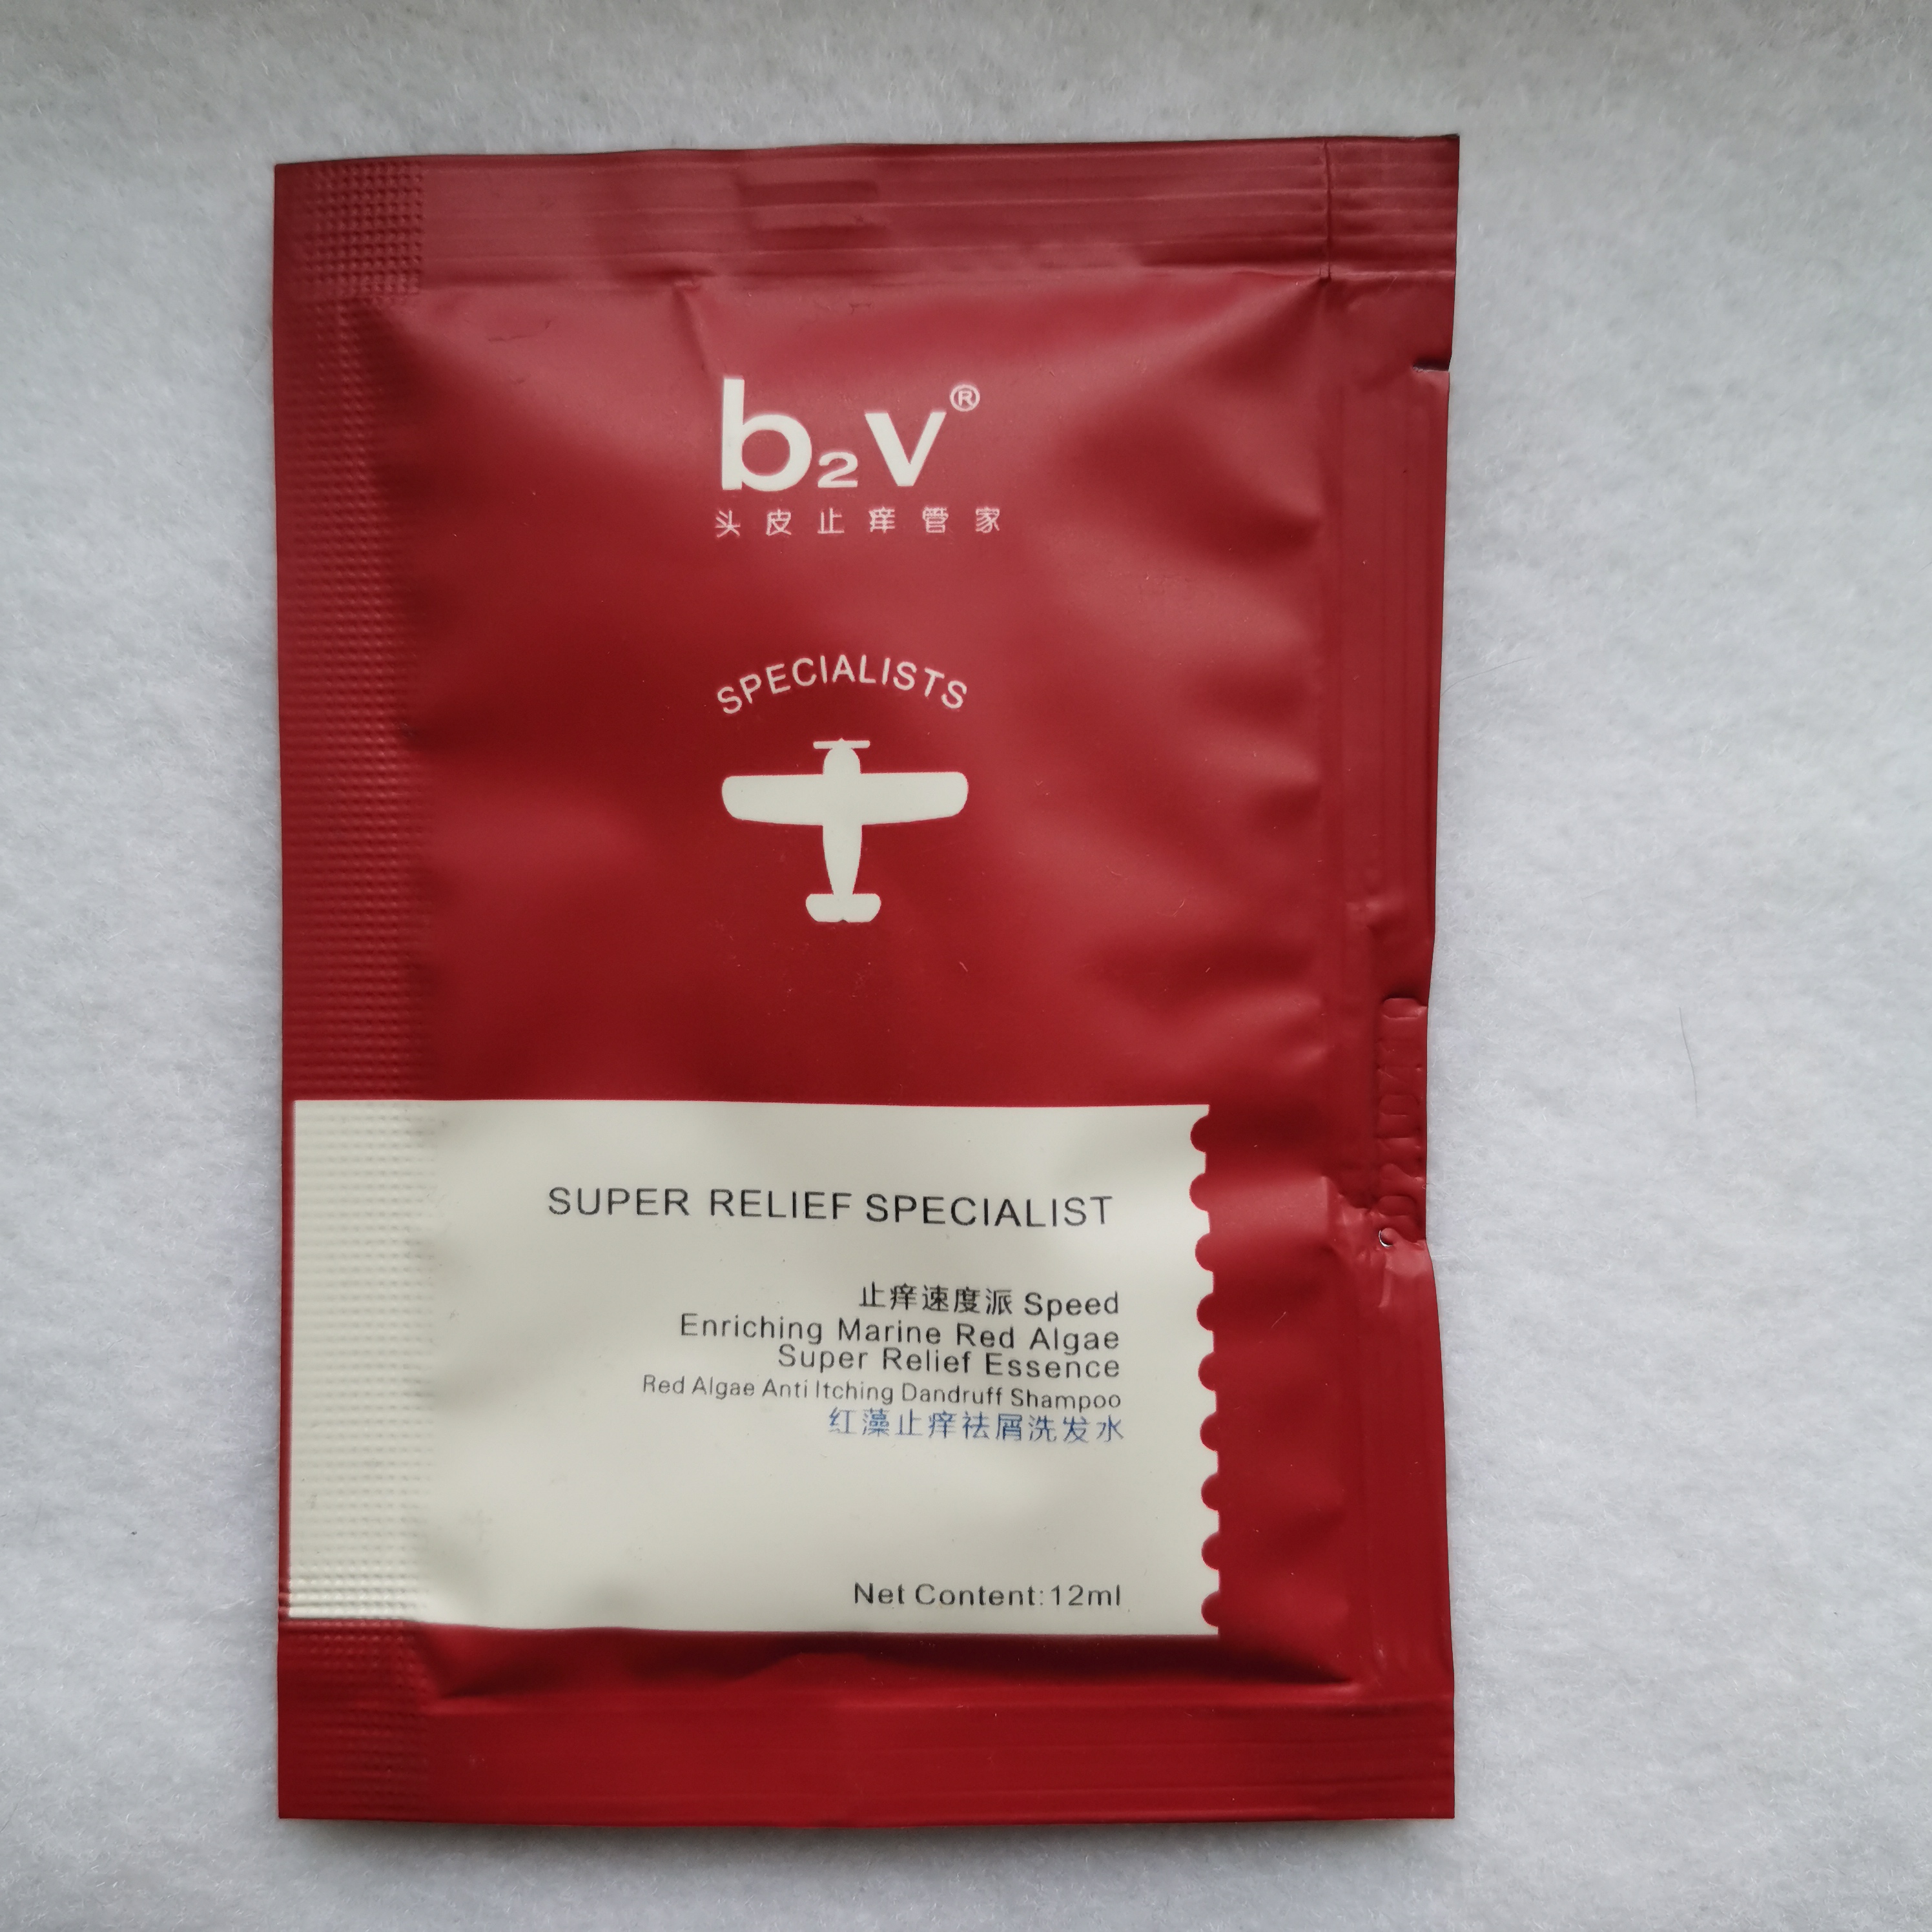 b2v®
头皮止痒管家
SPECIALISTS
SUPER RELIEF SPECIALIST
止痒速度派 Speed
Enriching Marine Red Algae
Super Relief Essence
Red Algae Anti Itching Dandruff Shampoo
红藻止痒祛屑洗发水
Net Content:12ml